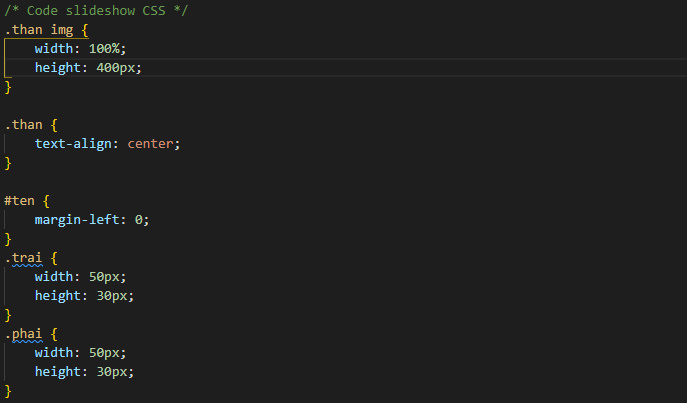 /* Code slideshow CSS */
.than img {
    width: 100%;
    height: 400px;
}

.than {
    text-align: center;
}

#ten {
    margin-left: 0;
}
.trai {
    width: 50px;
    height: 30px;
}
.phai {
    width: 50px;
    height: 30px;
}